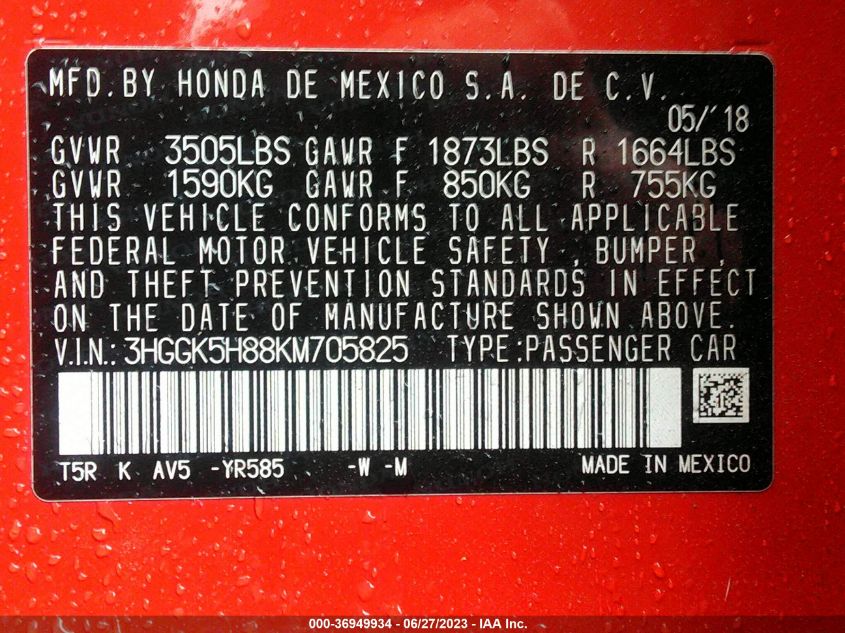 MFD.BY HONDA DE MEXICO S.A. DE C.V.
05/'18
GVWR 3505LBS GAWR F 1873LBS R 1664LBS
GVWR 1590KG GAWR F 850KG R 755KG
THIS VEHICLE CONFORMS TO ALL APPLICABLE
FEDERAL MOTOR VEHICLE SAFETY , BUMPER ,
AND THEFT PREVENTION STANDARDS IN EFFECT
ON THE DATE OF MANUFACTURE SHOWN ABOVE.
V.I.N.: 3HGGK5H88KM705825 TYPE:PASSENGER CAR
T5R K AV5 -YR585 -W -M MADE IN MEXICO
000-36949934 - 06/27/2023 - IAA Inc.